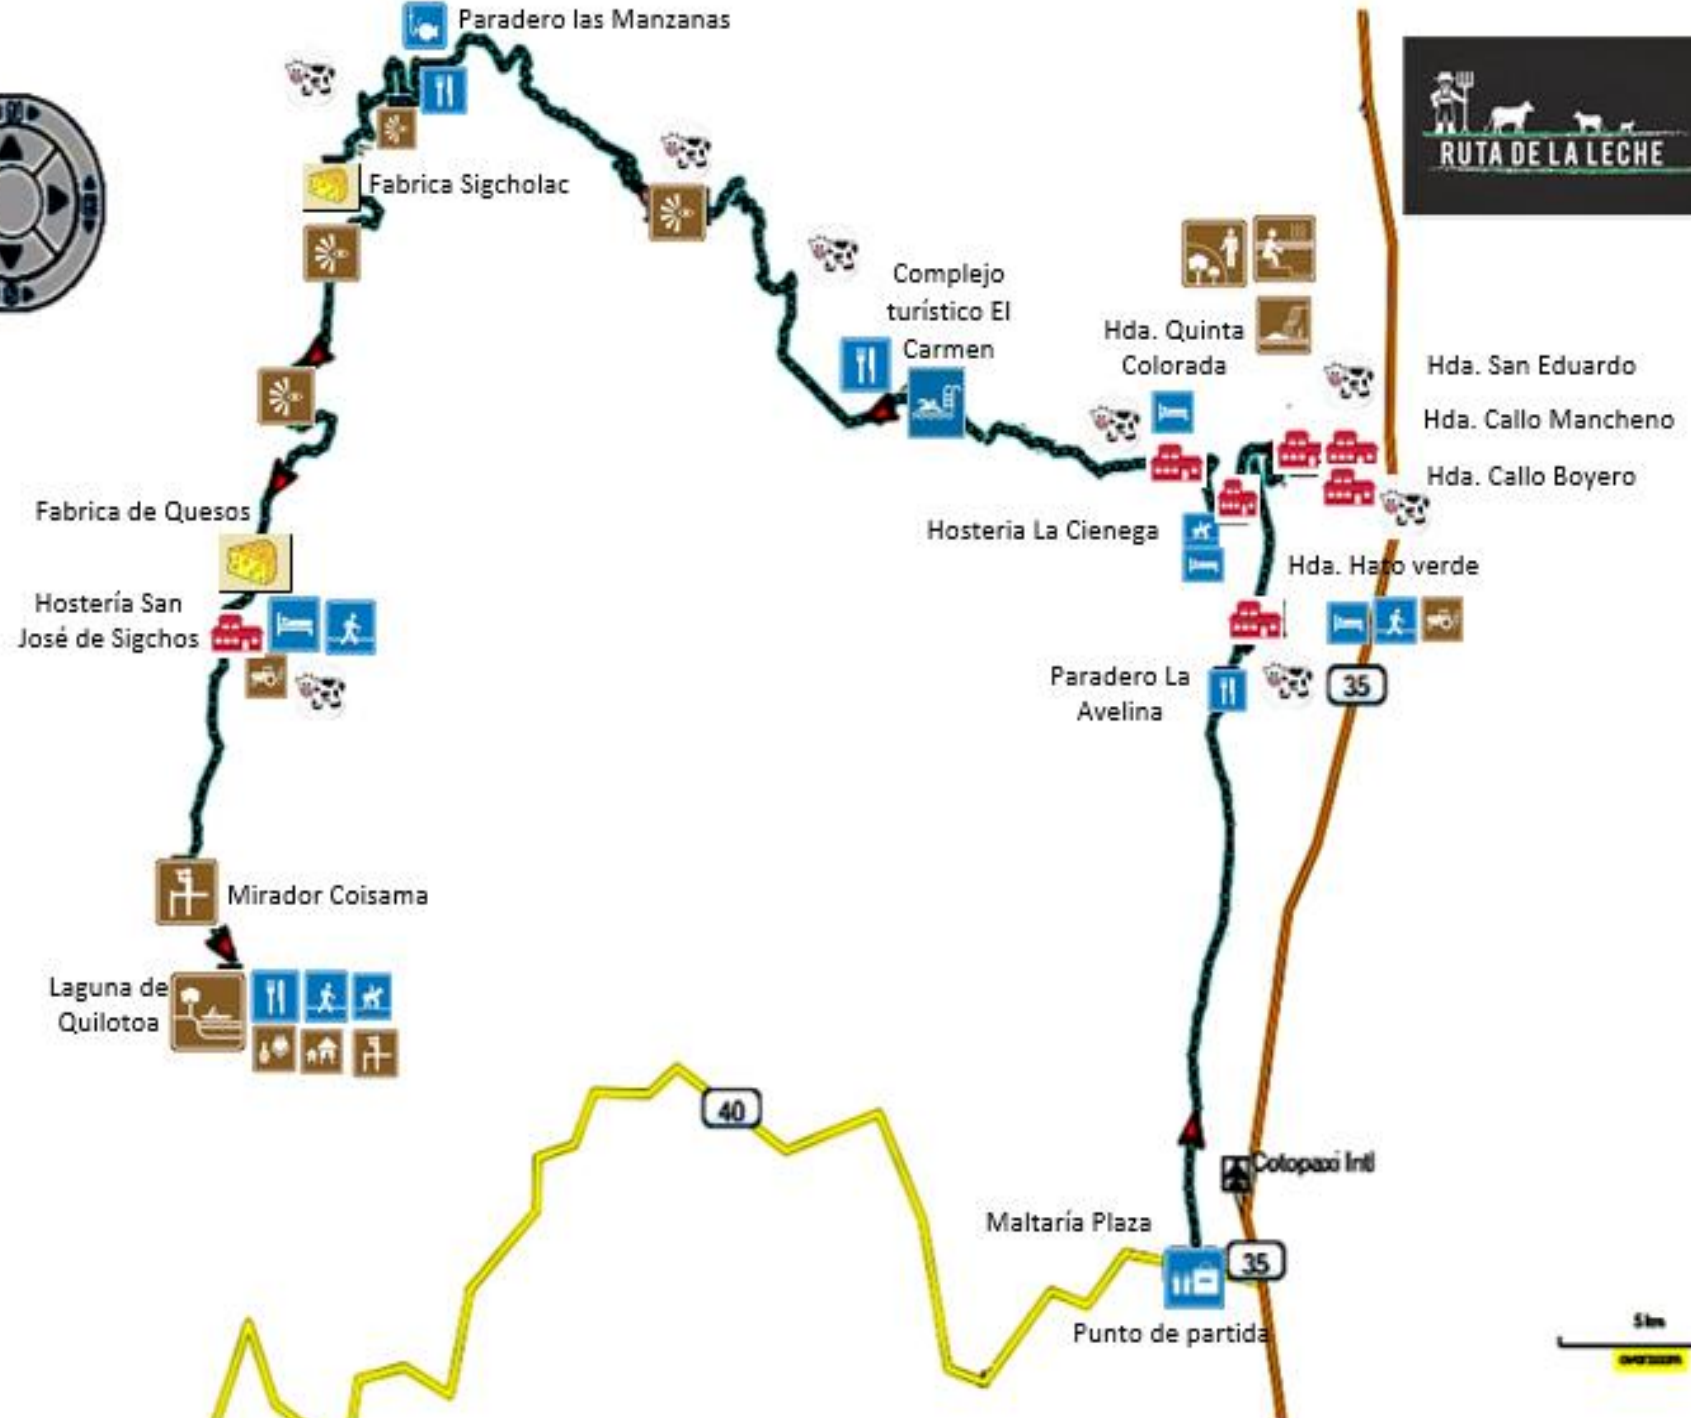 Paradero las Manzanas
RUTA DE LA LECHE
Fabrica Sigcholac
Complejo
turístico El
Carmen
Hda. Quinta
Colorada
Hda. San Eduardo
Hda. Callo Mancheno
Hda. Callo Boyero
Fabrica de Quesos
Hosteria La Cienega
Hda. Hato verde
Hostería San
José de Sigchos
Paradero La
Avelina
35
Mirador Coisama
Laguna de
Quilotoa
40
Cotopaxi Intl
Maltaría Plaza
35
Punto de partida
5 km
overzoom